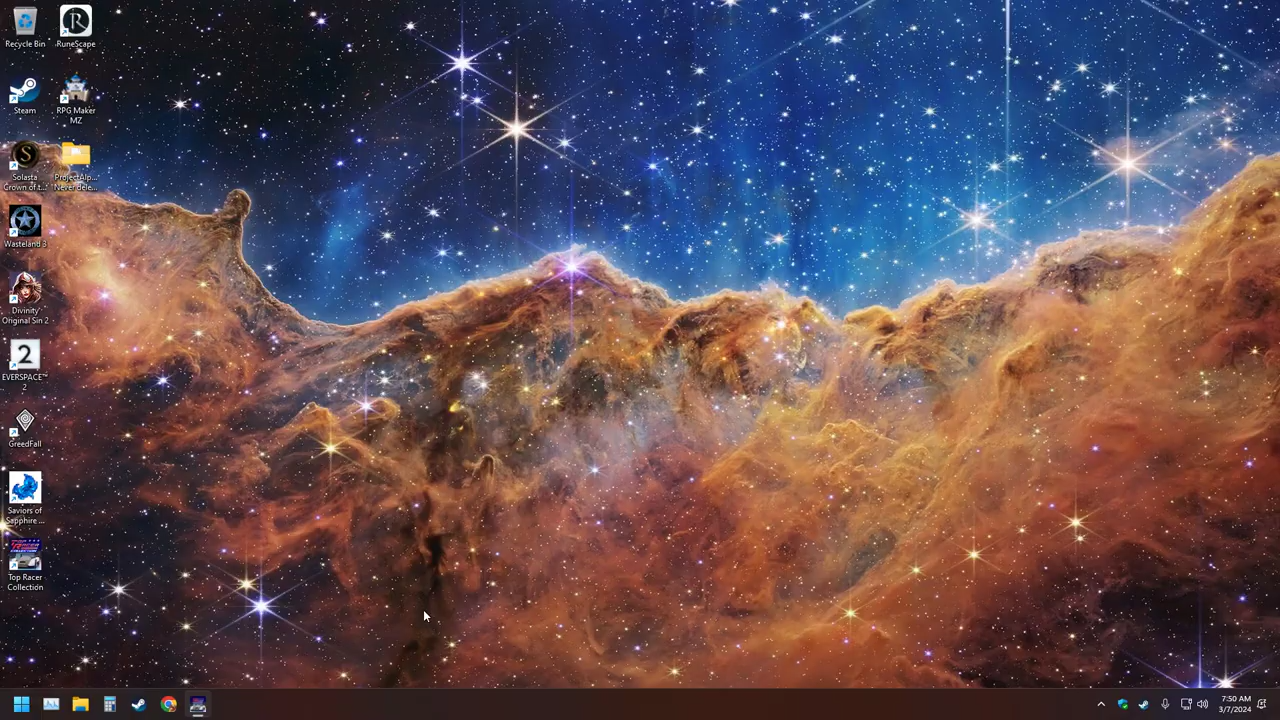 Recycle Bin
RuneScape
Steam
RPG Maker
MZ
Solasta
Crown of t...
ProjectAlp...
Never dele...
Wasteland 3
Divinity
Original Sin 2
2
EVERSPACE™
2
GreedFall
Saviors of
Sapphire ...
Top Racer
Collection
7:50 AM
3/7/2024